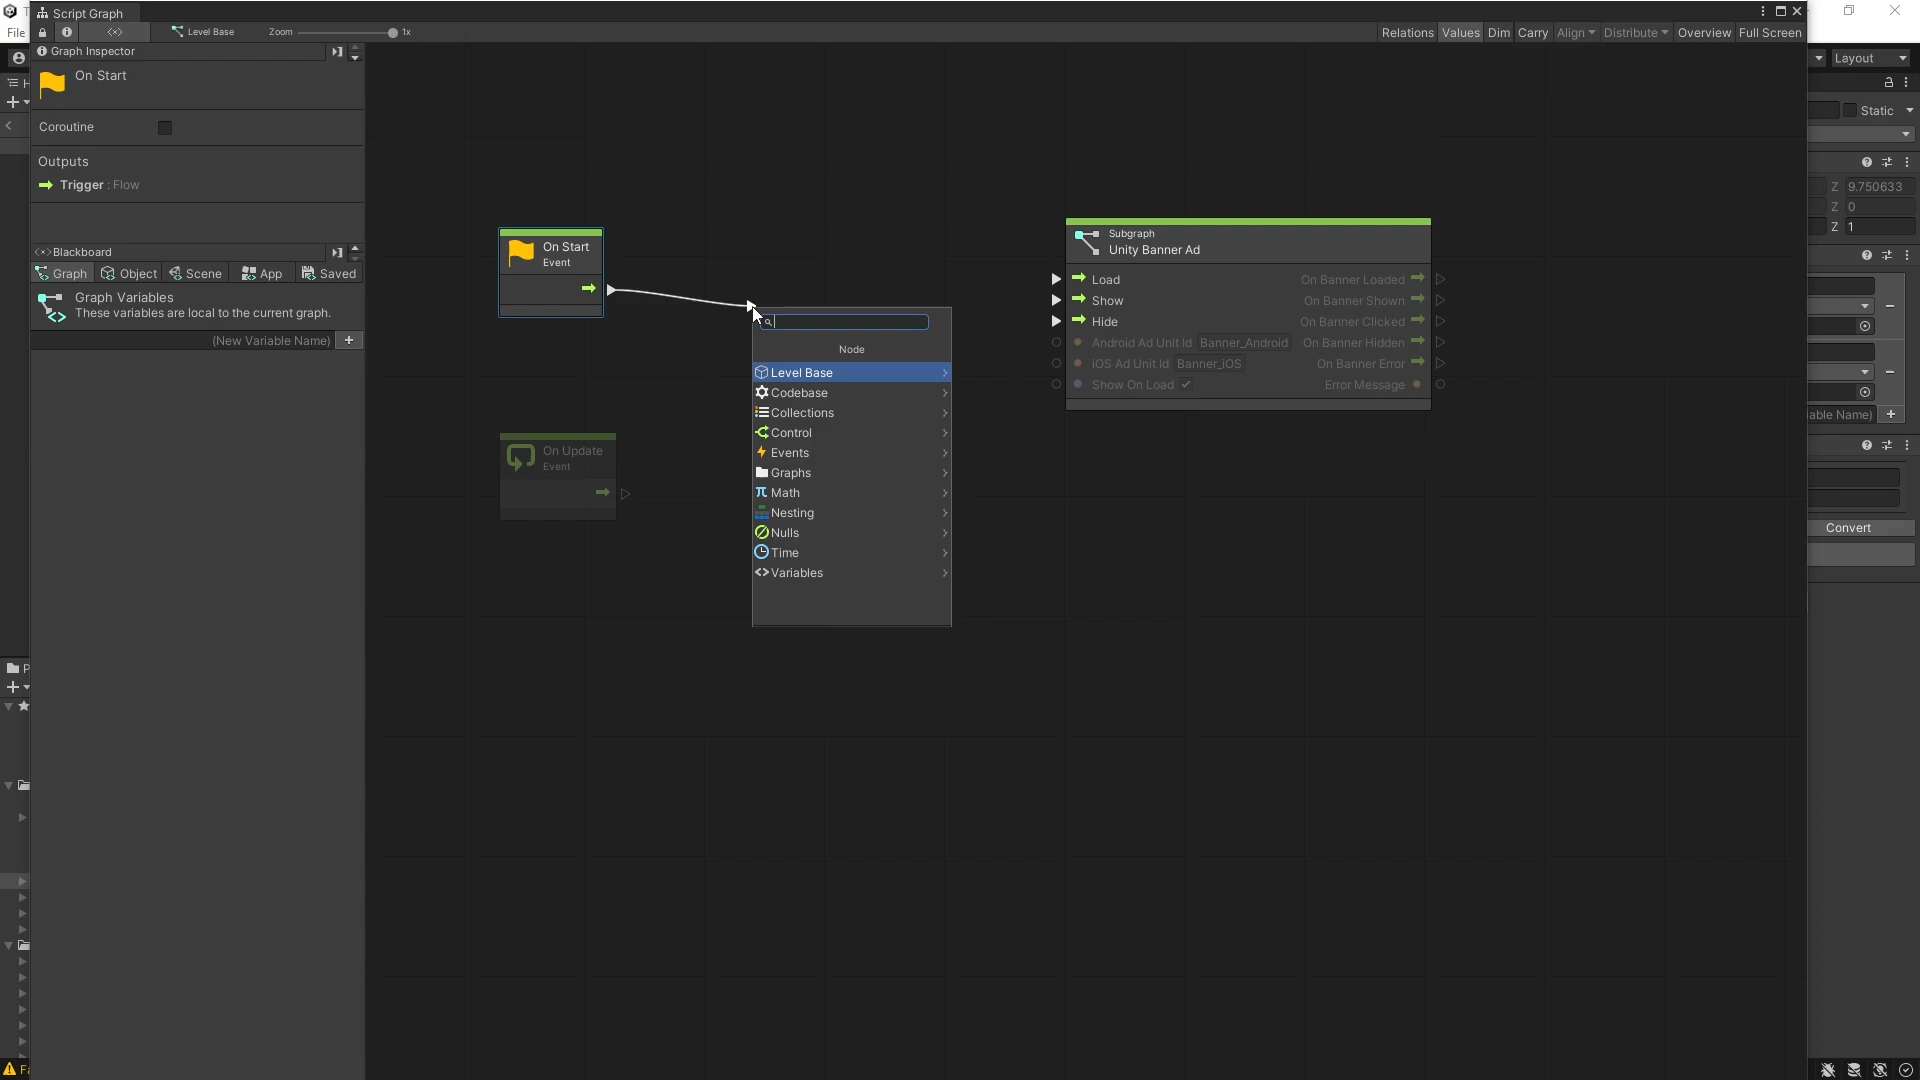 Script Graph
File
Level Base
Zoom
1x
Relations
Values
Dim
Carry
Align
Distribute
Overview
Full Screen
Layout
Graph Inspector
On Start
Static
Coroutine
Outputs
Trigger : Flow
Z 9.750633
Z 0
Z 1
Blackboard
Graph
Object
Scene
App
Saved
Graph Variables
These variables are local to the current graph.
(New Variable Name)
On Start
Event
On Update
Event
Node
Level Base
Codebase
Collections
Control
Events
Graphs
Math
Nesting
Nulls
Time
Variables
Subgraph
Unity Banner Ad
Load
On Banner Loaded
Show
On Banner Shown
Hide
On Banner Clicked
Android Ad Unit Id
Banner_Android
On Banner Hidden
iOS Ad Unit Id
Banner_iOS
On Banner Error
Show On Load
Error Message
able Name)
Convert